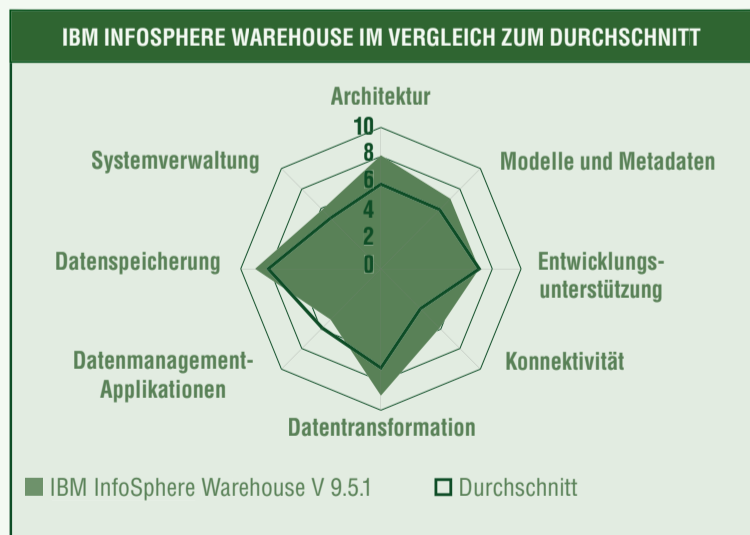 IBM INFOSPHERE WAREHOUSE IM VERGLEICH ZUM DURCHSCHNITT
Architektur
10
8
6
4
2
0
Systemverwaltung
Modelle und Metadaten
Datenspeicherung
Entwicklungs-
unterstützung
Datenmanagement-
Applikationen
Konnektivität
Datentransformation
IBM InfoSphere Warehouse V 9.5.1
Durchschnitt